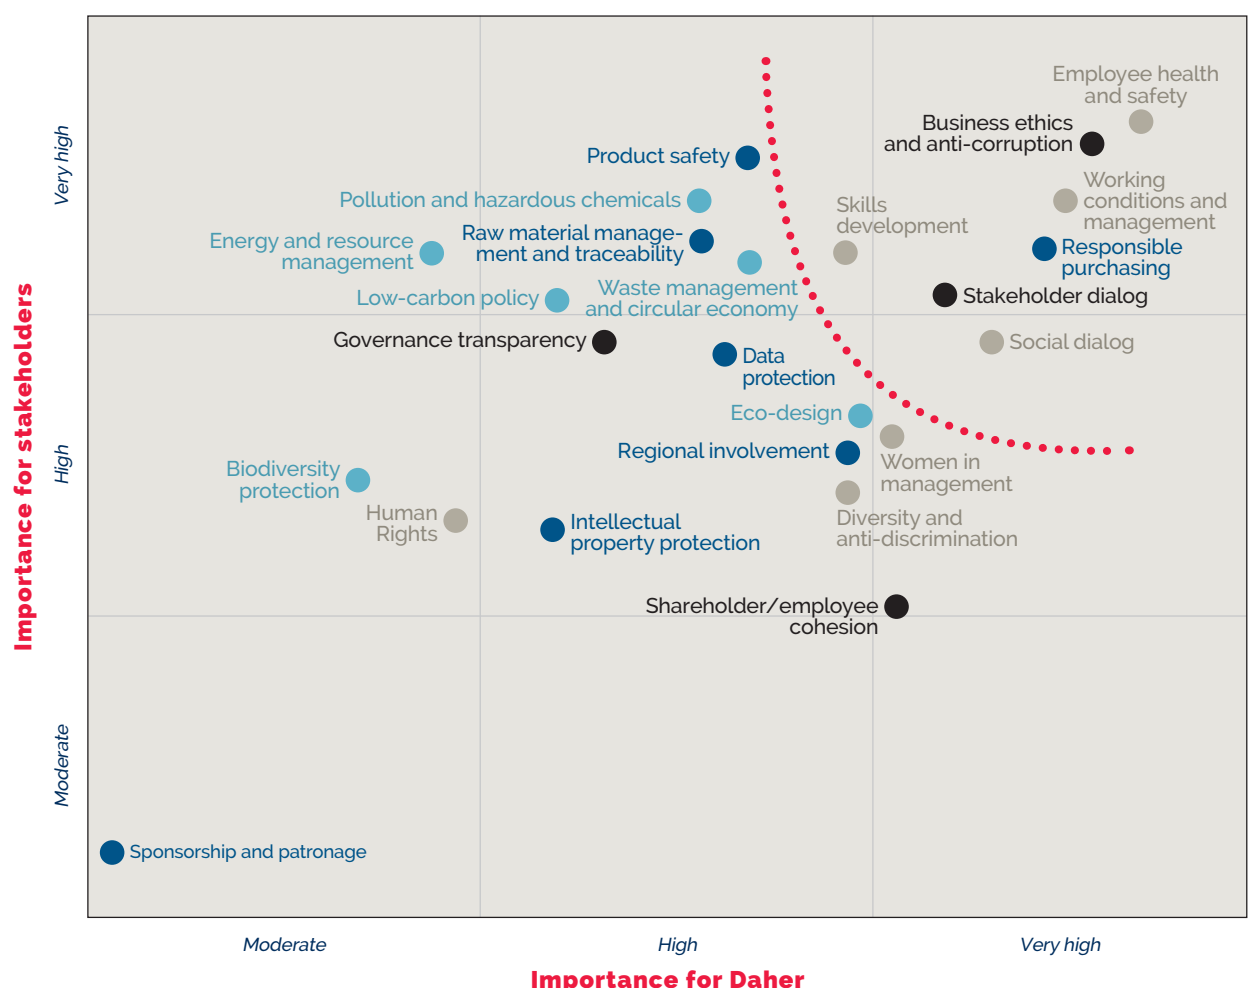 Employee health
and safety
Business ethics
and anti-corruption
Product safety
Working
conditions and
management
Pollution and hazardous chemicals
Skills
development
Raw material manage-
ment and traceability
Energy and resource
management
Responsible
purchasing
Waste management
and circular economy
Low-carbon policy
Stakeholder dialog
Governance transparency
Social dialog
Data
protection
Eco-design
Regional involvement
Women in
management
Biodiversity
protection
Human
Rights
Intellectual
property protection
Diversity and
anti-discrimination
Shareholder/employee
cohesion
Sponsorship and patronage
Importance for stakeholders
Very high
High
Moderate
Moderate
High
Very high
Importance for Daher